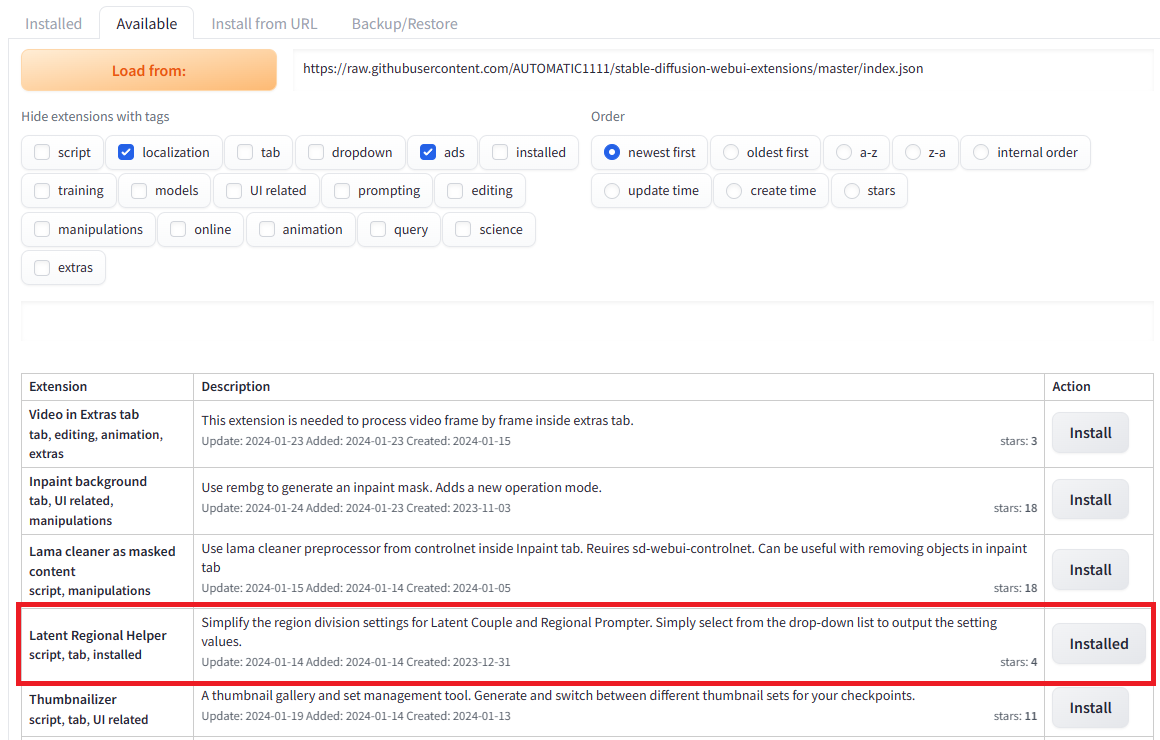 Installed Available Install from URL Backup/Restore
Load from: https://raw.githubusercontent.com/AUTOMATIC1111/stable-diffusion-webui-extensions/master/index.json
Hide extensions with tags Order
script localization tab dropdown ads installed newest first oldest first a-z z-a internal order
training models UI related prompting editing update time create time stars
manipulations online animation query science
extras
Extension Description Action
Video in Extras tab
tab, editing, animation,
extras
This extension is needed to process video frame by frame inside extras tab.
Update: 2024-01-23 Added: 2024-01-23 Created: 2024-01-15 stars: 3
Install
Inpaint background
tab, UI related,
manipulations
Use rembg to generate an inpaint mask. Adds a new operation mode.
Update: 2024-01-24 Added: 2024-01-23 Created: 2023-11-03 stars: 18
Install
Lama cleaner as masked
content
script, manipulations
Use lama cleaner preprocessor from controlnet inside Inpaint tab. Reuires sd-webui-controlnet. Can be useful with removing objects in inpaint
tab
Update: 2024-01-15 Added: 2024-01-14 Created: 2024-01-05 stars: 18
Install
Latent Regional Helper
script, tab, installed
Simplify the region division settings for Latent Couple and Regional Prompter. Simply select from the drop-down list to output the setting
values.
Update: 2024-01-14 Added: 2024-01-14 Created: 2023-12-31 stars: 4
Installed
Thumbnailizer
script, tab, UI related
A thumbnail gallery and set management tool. Generate and switch between different thumbnail sets for your checkpoints.
Update: 2024-01-19 Added: 2024-01-14 Created: 2024-01-13 stars: 11
Install